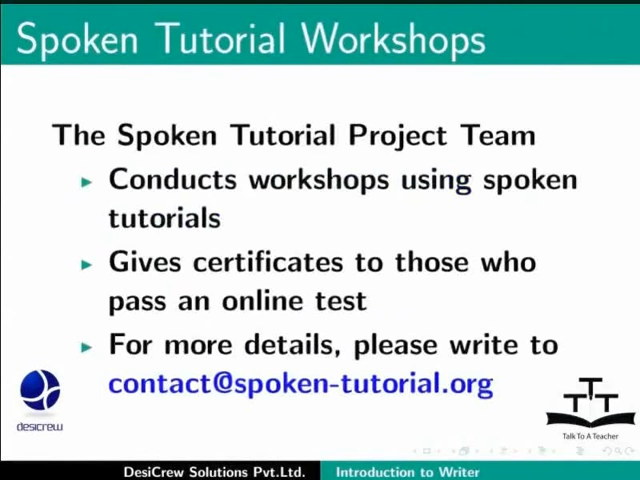 Spoken Tutorial Workshops
The Spoken Tutorial Project Team
Conducts workshops using spoken
tutorials
Gives certificates to those who
pass an online test
For more details, please write to
contact@spoken-tutorial.org
desicrew
TTT
Talk To A Teacher
DesiCrew Solutions Pvt.Ltd. Introduction to Writer